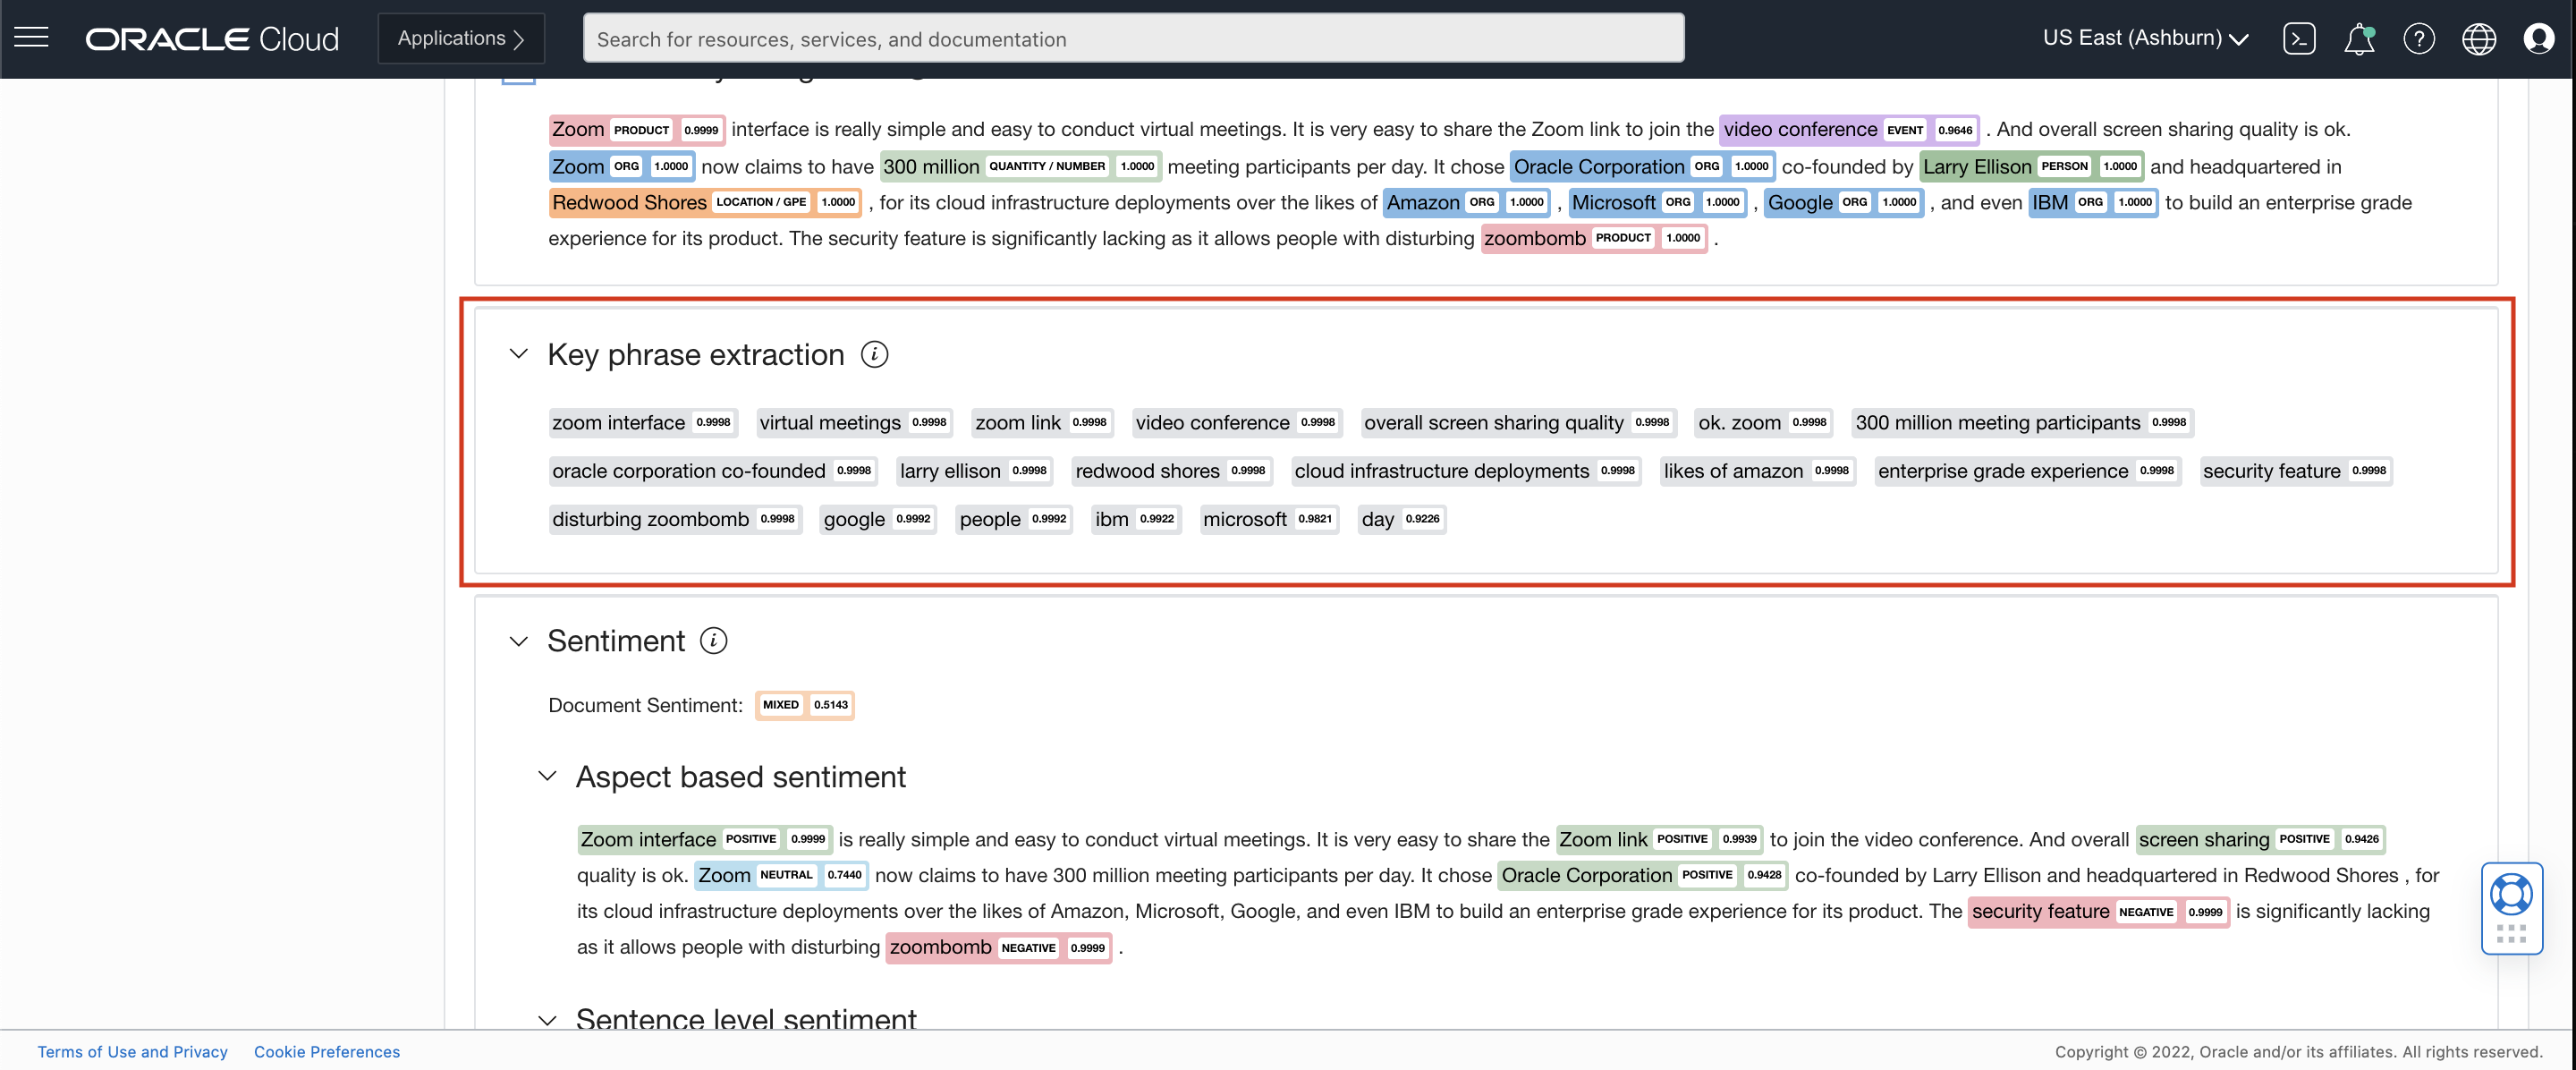 ORACLE Cloud
Applications
Search for resources, services, and documentation
US East (Ashburn)
Zoom PRODUCT 0.9999 interface is really simple and easy to conduct virtual meetings. It is very easy to share the Zoom link to join the video conference EVENT 0.9646 . And overall screen sharing quality is ok.
Zoom ORG 1.0000 now claims to have 300 million QUANTITY / NUMBER 1.0000 meeting participants per day. It chose Oracle Corporation ORG 1.0000 co-founded by Larry Ellison PERSON 1.0000 and headquartered in
Redwood Shores LOCATION / GPE 1.0000 , for its cloud infrastructure deployments over the likes of Amazon ORG 1.0000 , Microsoft ORG 1.0000 , Google ORG 1.0000 , and even IBM ORG 1.0000 to build an enterprise grade
experience for its product. The security feature is significantly lacking as it allows people with disturbing zoombomb PRODUCT 1.0000 .
Key phrase extraction
zoom interface 0.9998 virtual meetings 0.9998 zoom link 0.9998 video conference 0.9998 overall screen sharing quality 0.9998 ok. zoom 0.9998 300 million meeting participants 0.9998
oracle corporation co-founded 0.9998 larry ellison 0.9998 redwood shores 0.9998 cloud infrastructure deployments 0.9998 likes of amazon 0.9998 enterprise grade experience 0.9998 security feature 0.9998
disturbing zoombomb 0.9998 google 0.9992 people 0.9992 ibm 0.9922 microsoft 0.9821 day 0.9226
Sentiment
Document Sentiment: MIXED 0.5143
Aspect based sentiment
Zoom interface POSITIVE 0.9999 is really simple and easy to conduct virtual meetings. It is very easy to share the Zoom link POSITIVE 0.9939 to join the video conference. And overall screen sharing POSITIVE 0.9426
quality is ok. Zoom NEUTRAL 0.7440 now claims to have 300 million meeting participants per day. It chose Oracle Corporation POSITIVE 0.9428 co-founded by Larry Ellison and headquartered in Redwood Shores , for
its cloud infrastructure deployments over the likes of Amazon, Microsoft, Google, and even IBM to build an enterprise grade experience for its product. The security feature NEGATIVE 0.9999 is significantly lacking
as it allows people with disturbing zoombomb NEGATIVE 0.9999 .
Sentence level sentiment
Terms of Use and Privacy Cookie Preferences
Copyright © 2022, Oracle and/or its affiliates. All rights reserved.